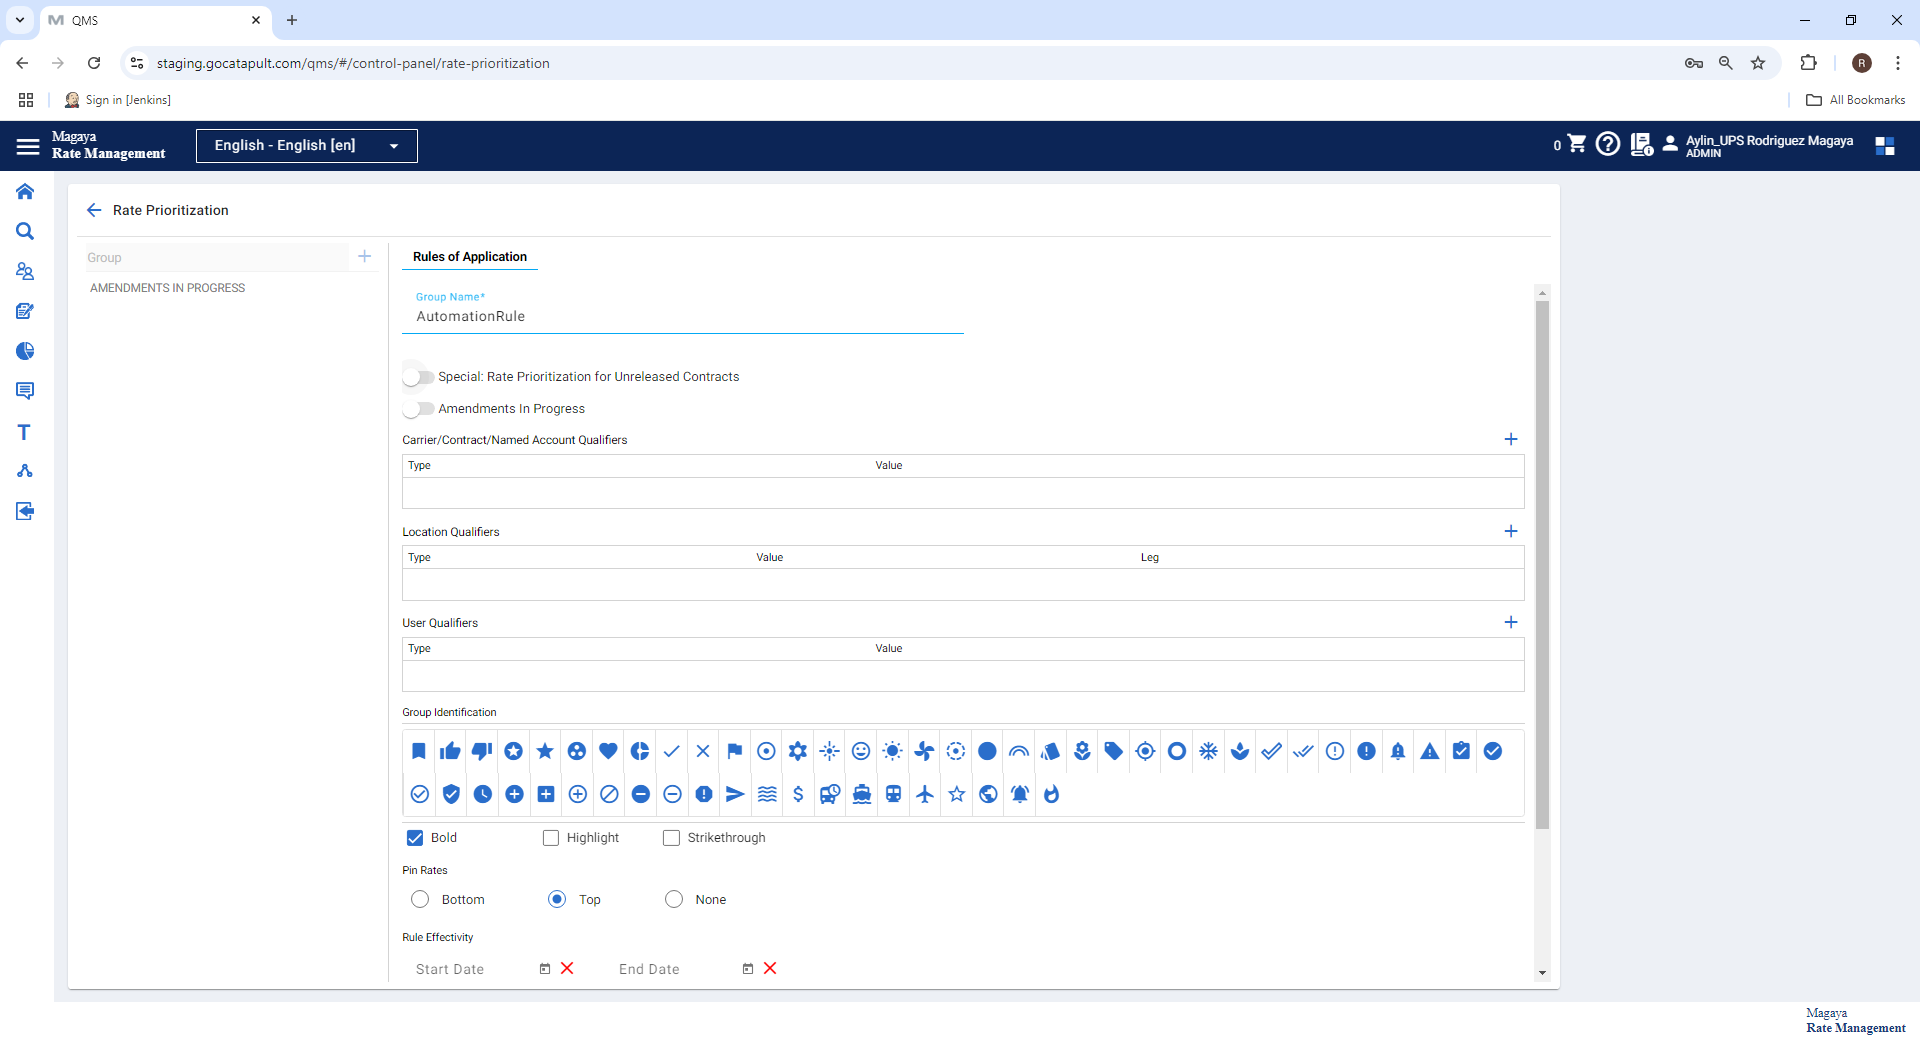 QMS
staging.gocatapult.com/qms/#/control-panel/rate-prioritization
R
Sign in [Jenkins]
All Bookmarks
Magaya
Rate Management
English - English [en]
0
Aylin_UPS Rodriguez Magaya
ADMIN
Rate Prioritization
Group
AMENDMENTS IN PROGRESS
Rules of Application
Group Name*
AutomationRule
Special: Rate Prioritization for Unreleased Contracts
Amendments In Progress
Carrier/Contract/Named Account Qualifiers
Type Value
Location Qualifiers
Type Value Leg
User Qualifiers
Type Value
Group Identification
Bold Highlight Strikethrough
Pin Rates
Bottom Top None
Rule Effectivity
Start Date End Date
Magaya
Rate Management